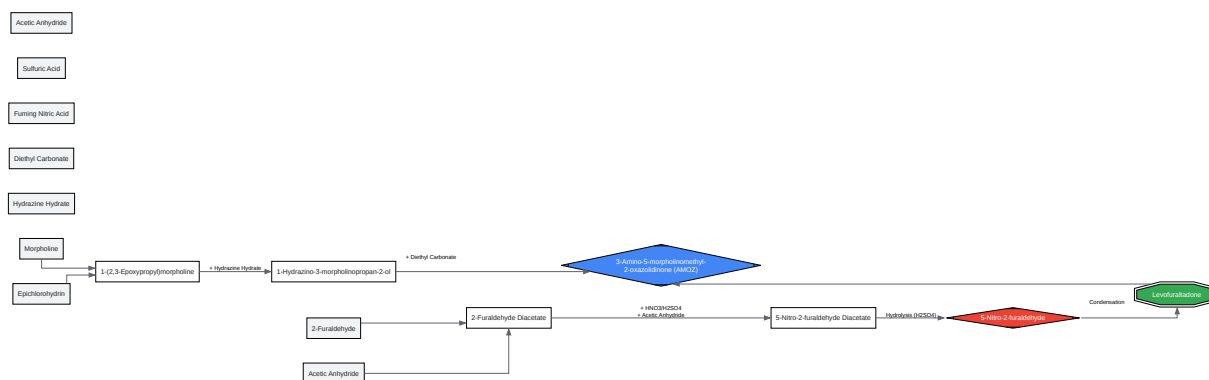 Acetic Anhydride
Sulfuric Acid
Fuming Nitric Acid
Diethyl Carbonate
Hydrazine Hydrate
Morpholine
Epichlorohydrin
1-(2,3-Epoxypropyl)morpholine
+ Hydrazine Hydrate
1-Hydrazino-3-morpholinopropan-2-ol
+ Diethyl Carbonate
3-Amino-5-morpholinomethyl-
2-oxazolidinone (AMOZ)
2-Furaldehyde
Acetic Anhydride
2-Furaldehyde Diacetate
+ HNO3/H2SO4
+ Acetic Anhydride
5-Nitro-2-furaldehyde Diacetate
Hydrolysis (H2SO4)
5-Nitro-2-furaldehyde
Condensation
Levofuraltadone